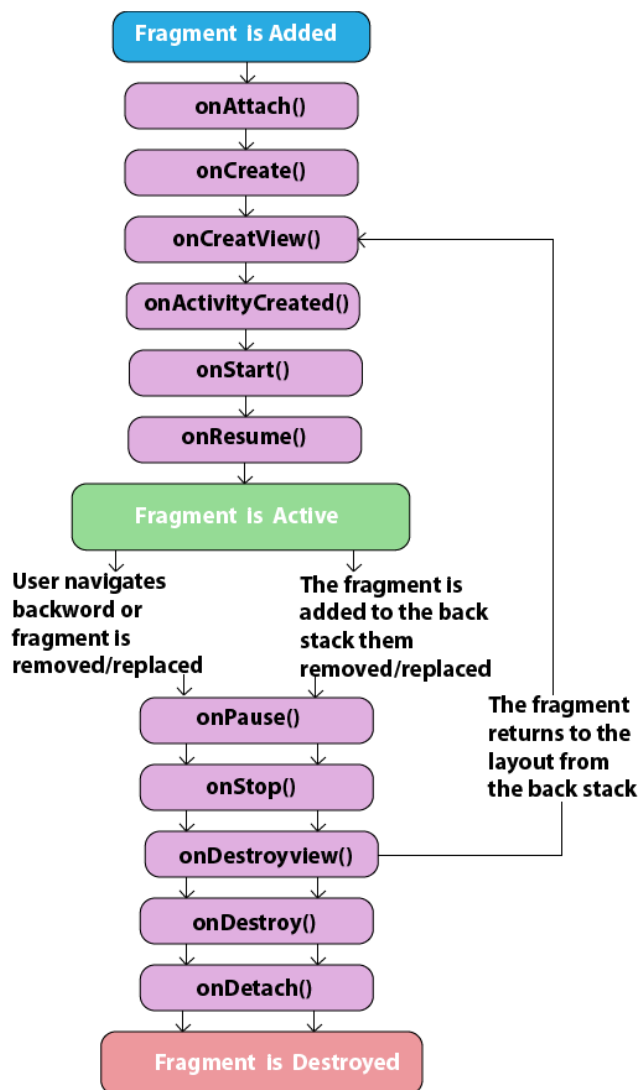 Fragment is Added
onAttach()
onCreate()
onCreatView()
onActivityCreated()
onStart()
onResume()
Fragment is Active
User navigates
backword or
fragment is
removed/replaced
The fragment is
added to the back
stack them
removed/replaced
The fragment
returns to the
layout from
the back stack
onPause()
onStop()
onDestroyview()
onDestroy()
onDetach()
Fragment is Destroyed